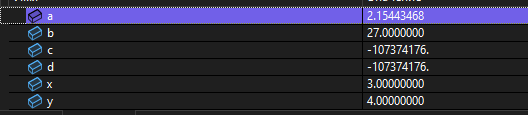 a 2.15443468
b 27.0000000
c -107374176.
d -107374176.
x 3.00000000
y 4.00000000